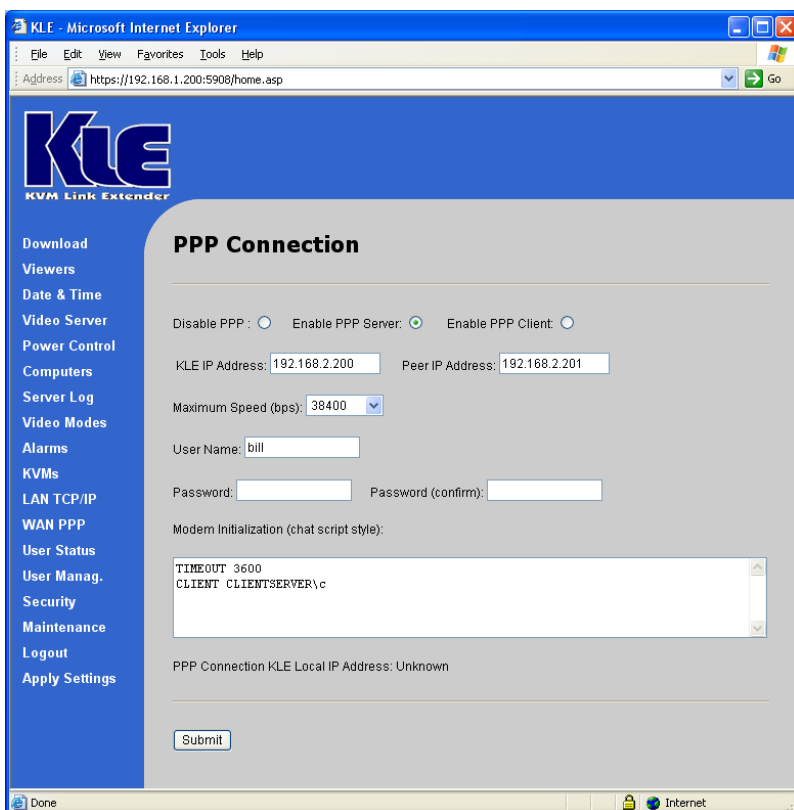 KLE - Microsoft Internet Explorer
File Edit View Favorites Tools Help
Address https://192.168.1.200:5908/home.asp Go
KLE
KVM Link Extender
Download
Viewers
Date & Time
Video Server
Power Control
Computers
Server Log
Video Modes
Alarms
KVMs
LAN TCP/IP
WAN PPP
User Status
User Manag.
Security
Maintenance
Logout
Apply Settings
PPP Connection
Disable PPP : Enable PPP Server: Enable PPP Client:
KLE IP Address: 192.168.2.200 Peer IP Address: 192.168.2.201
Maximum Speed (bps): 38400
User Name: bill
Password: Password (confirm):
Modem Initialization (chat script style):
TIMEOUT 3600
CLIENT CLIENTSERVER\c
PPP Connection KLE Local IP Address: Unknown
Submit
Done Internet